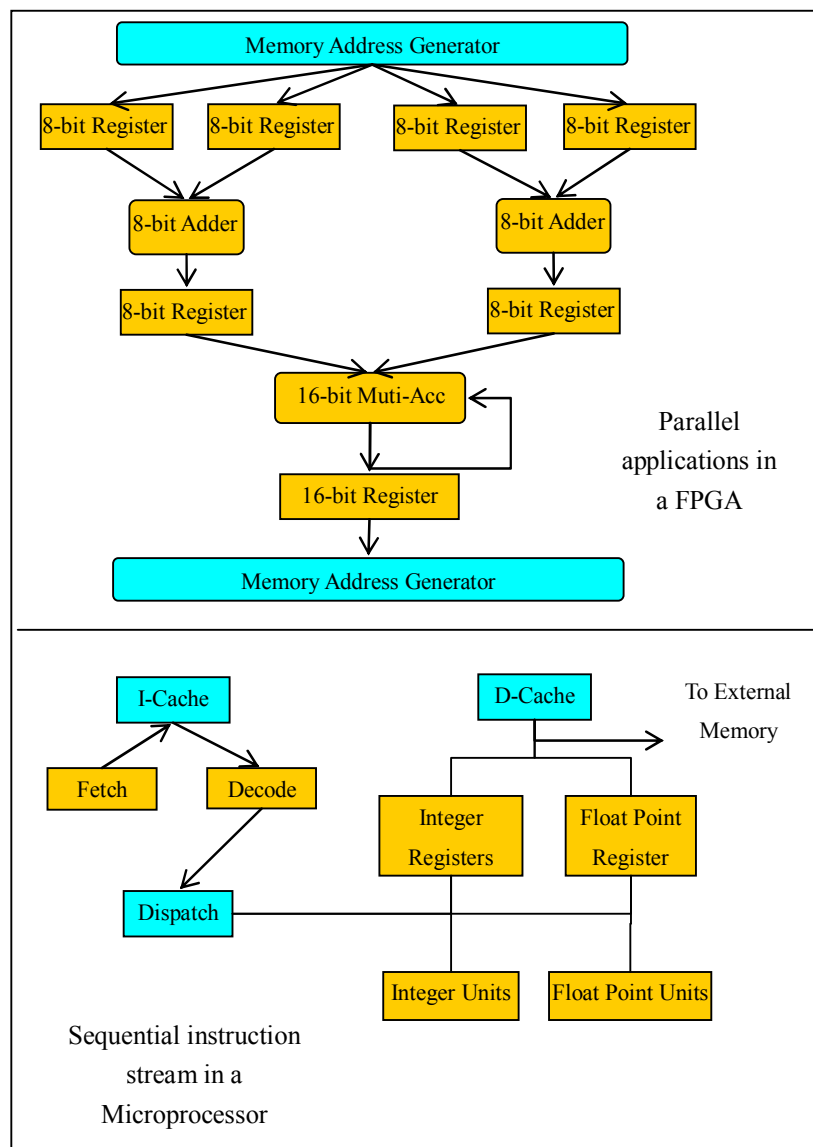 Memory Address Generator
8-bit Register
8-bit Register
8-bit Register
8-bit Register
8-bit Adder
8-bit Adder
8-bit Register
8-bit Register
16-bit Muti-Acc
16-bit Register
Memory Address Generator
Parallel
applications in
a FPGA
I-Cache
Fetch
Decode
Dispatch
D-Cache
To External
Memory
Integer
Registers
Float Point
Register
Integer Units
Float Point Units
Sequential instruction
stream in a
Microprocessor